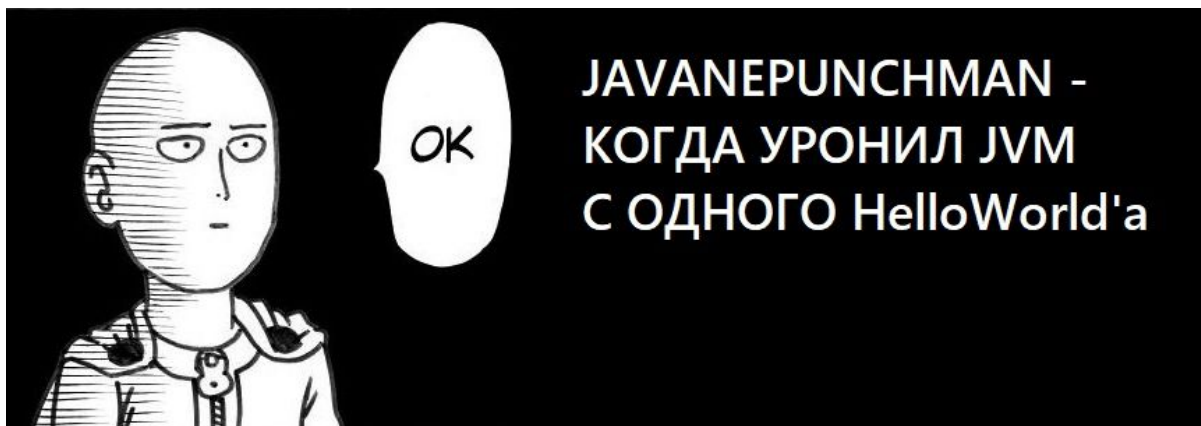 OK
JAVANEPUNCHMAN -
КОГДА УРОНИЛ JVM
С ОДНОГО HelloWorld'а